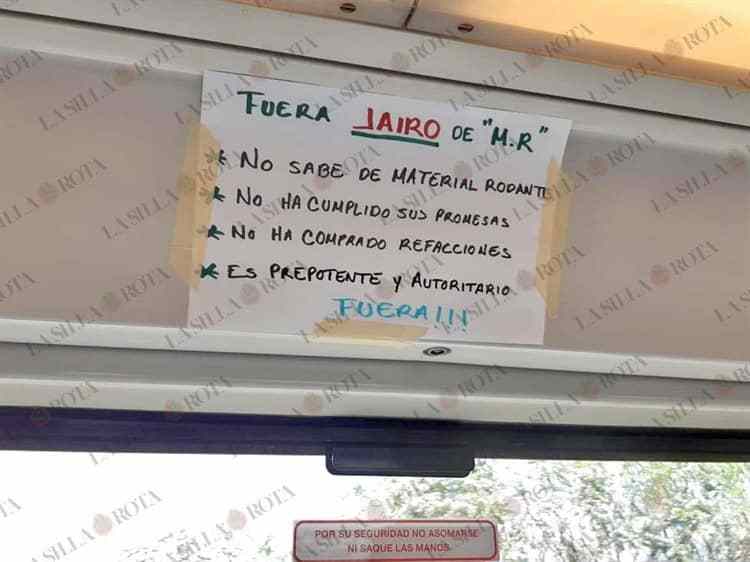 FUERA JAIRO DE "M.R"
* NO SABE DE MATERIAL RODANTE
* NO HA CUMPLIDO SUS PROMESAS
* NO HA COMPRADO REFACCIONES
* ES PREPOTENTE Y AUTORITARIO
FUERA!!!
POR SU SEGURIDAD NO ASOMARSE
NI SAQUE LAS MANOS.
LA SILLA ROTA